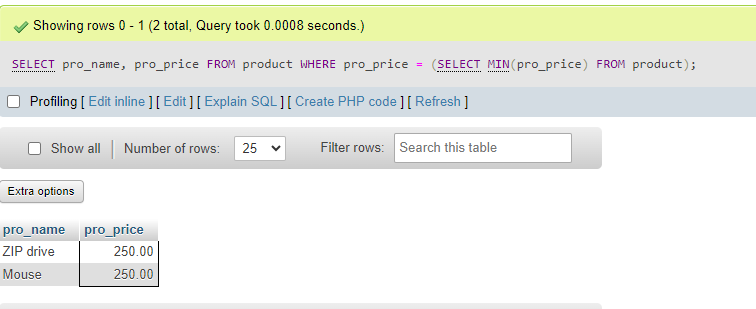 Showing rows 0 - 1 (2 total, Query took 0.0008 seconds.)
SELECT pro_name, pro_price FROM product WHERE pro_price = (SELECT MIN(pro_price) FROM product);
Profiling [ Edit inline ] [ Edit ] [ Explain SQL ] [ Create PHP code ] [ Refresh ]
Show all | Number of rows: 25 Filter rows: Search this table
Extra options
pro_name pro_price
ZIP drive 250.00
Mouse 250.00